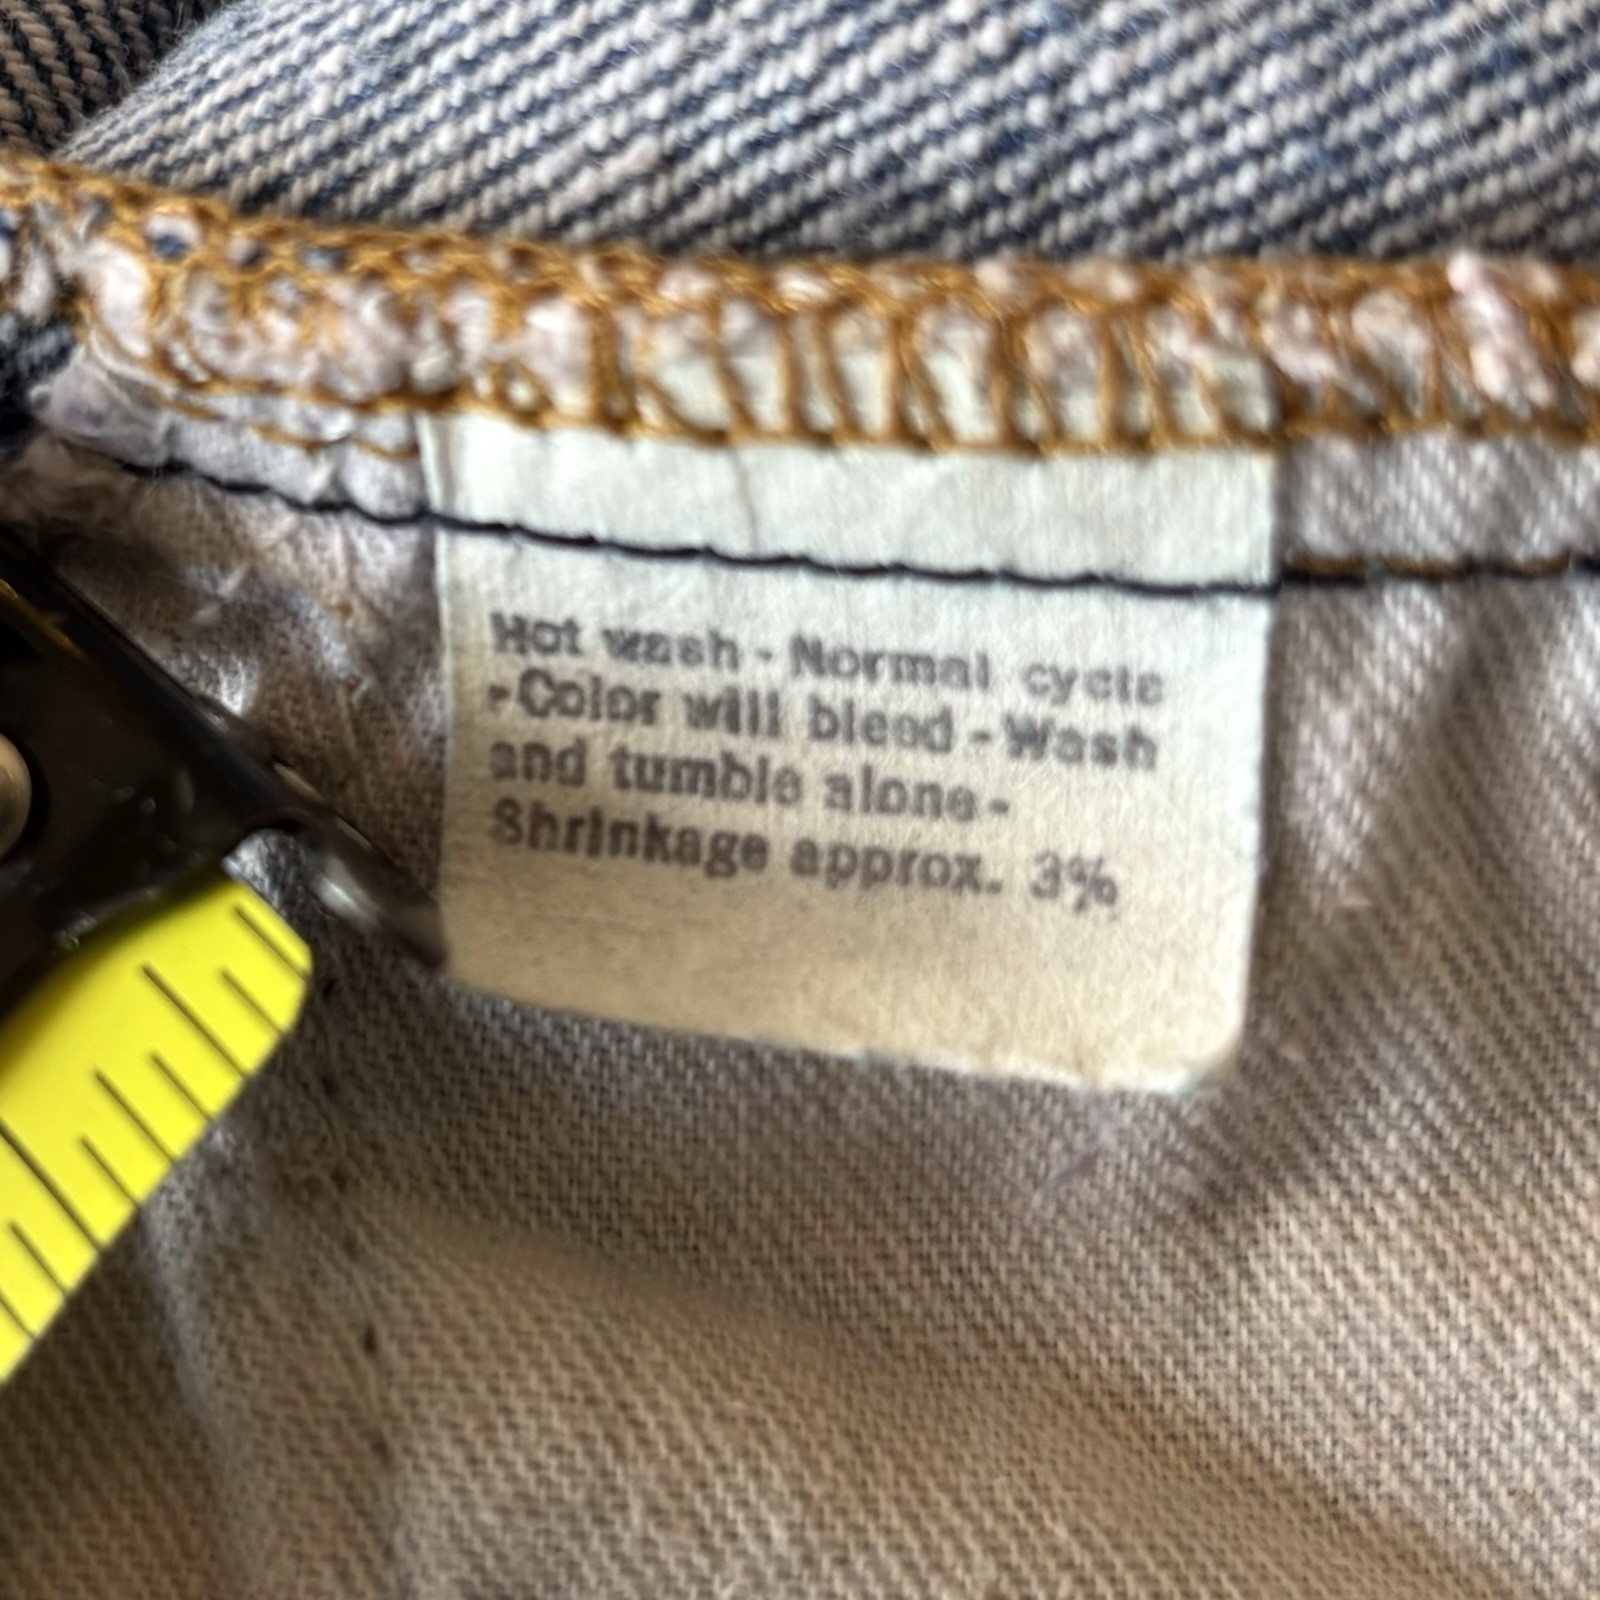 Hot wash - Normal cycle
-Color will bleed - Wash
and tumble alone-
Shrinkage approx. 3%